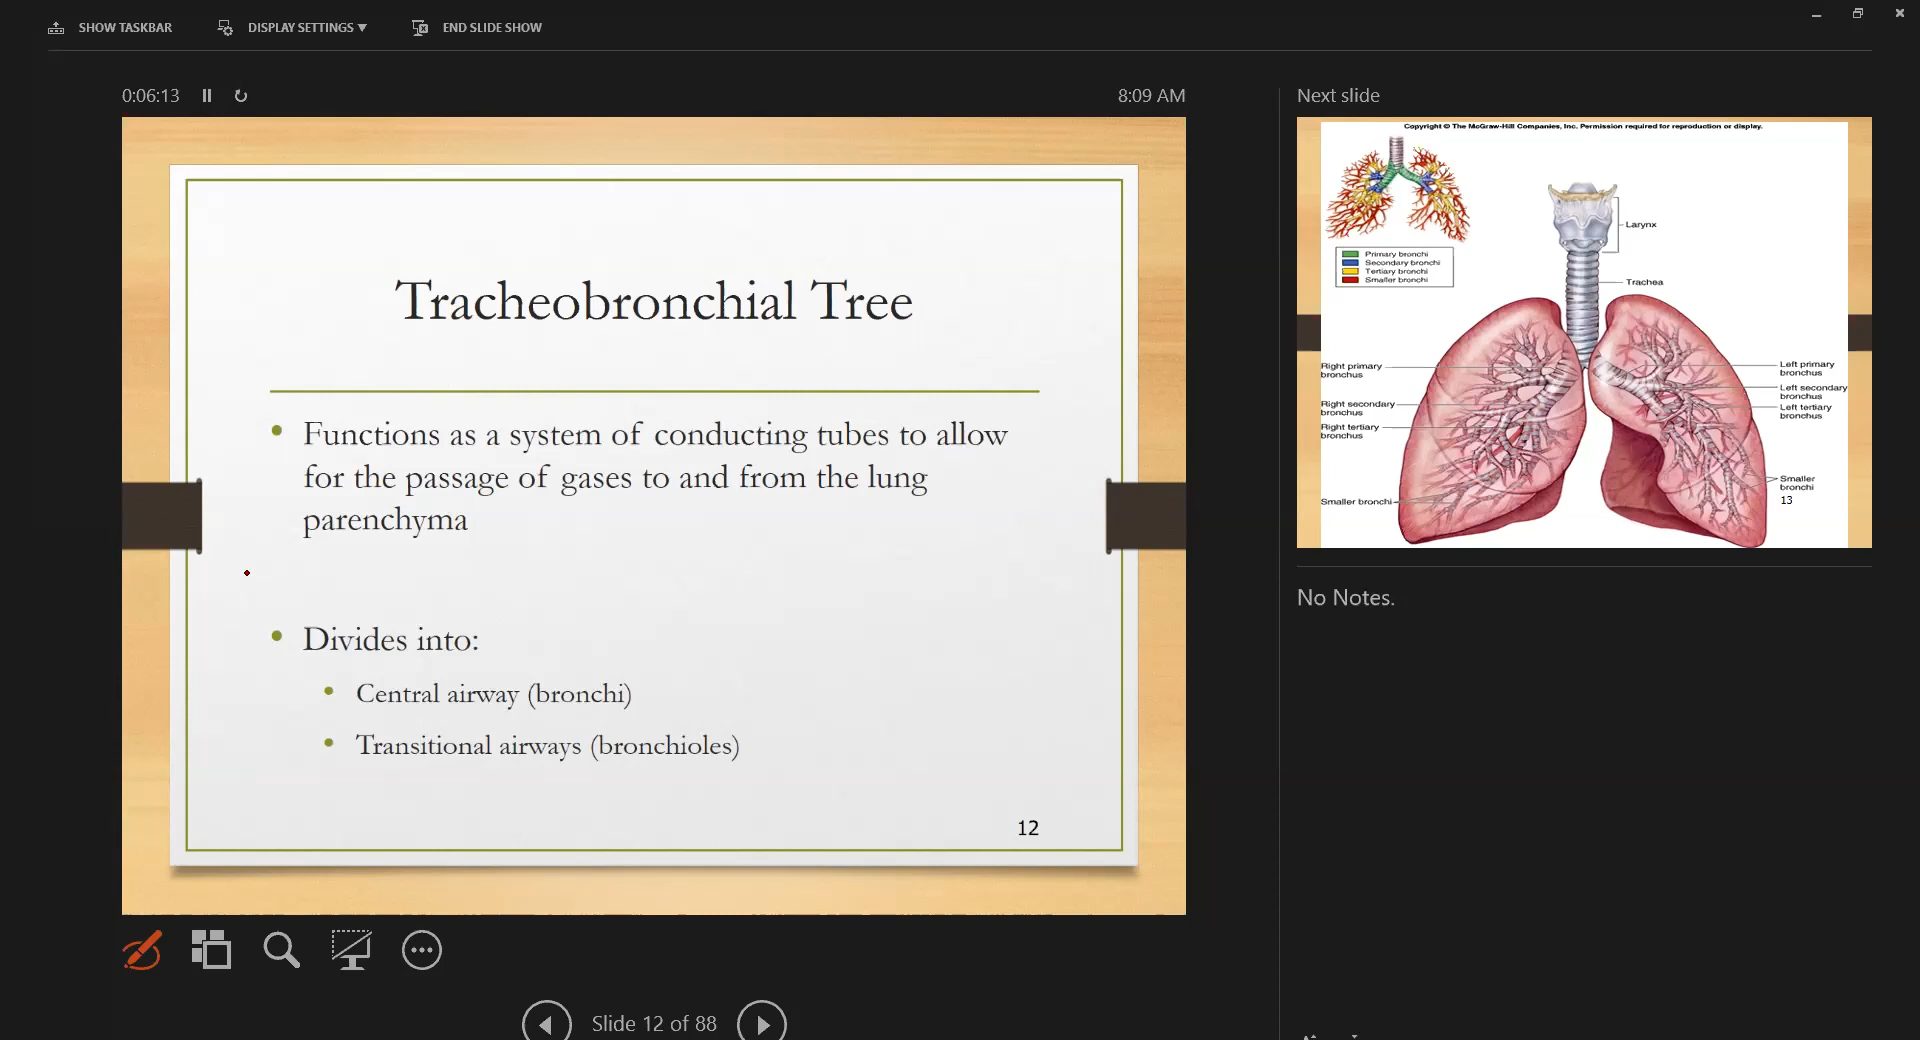 SHOW TASKBAR
DISPLAY SETTINGS ▼
END SLIDE SHOW
0:06:13
8:09 AM
Tracheobronchial Tree
• Functions as a system of conducting tubes to allow
for the passage of gases to and from the lung
parenchyma
• Divides into:
• Central airway (bronchi)
• Transitional airways (bronchioles)
12
Next slide
Copyright © The McGraw-Hill Companies, Inc. Permission required for reproduction or display.
Primary bronchi
Secondary bronchi
Tertiary bronchi
Smaller bronchi
Larynx
Trachea
Right primary
bronchus
Right secondary
bronchus
Right tertiary
bronchus
Smaller bronchi
Left primary
bronchus
Left secondary
bronchus
Left tertiary
bronchus
Smaller
bronchi
13
No Notes.
Slide 12 of 88